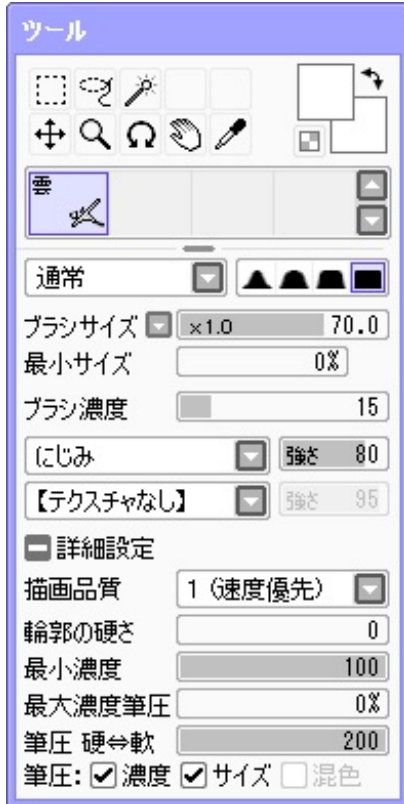 ツール
雲
通常
ブラシサイズ ×1.0 70.0
最小サイズ 0%
ブラシ濃度 15
にじみ 強さ 80
【テクスチャなし】 強さ 95
詳細設定
描画品質 1（速度優先）
輪郭の硬さ 0
最小濃度 100
最大濃度筆圧 0%
筆圧 硬⇔軟 200
筆圧: 濃度 サイズ 混色